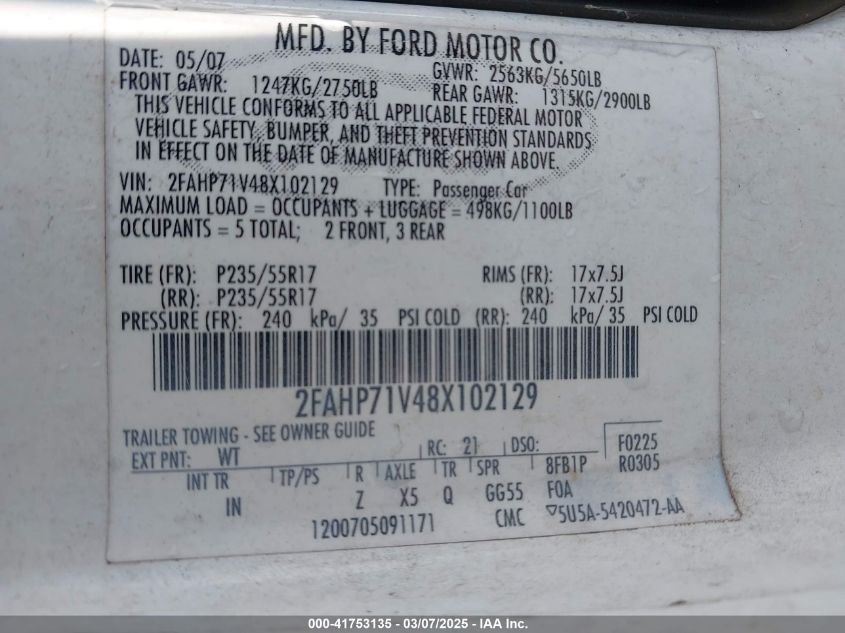 MFD. BY FORD MOTOR CO.
DATE: 05/07 GVWR: 2563KG/5650LB
FRONT GAWR: 1247KG/2750LB REAR GAWR: 1315KG/2900LB
THIS VEHICLE CONFORMS TO ALL APPLICABLE FEDERAL MOTOR
VEHICLE SAFETY, BUMPER, AND THEFT PREVENTION STANDARDS
IN EFFECT ON THE DATE OF MANUFACTURE SHOWN ABOVE.
VIN: 2FAHP71V48X102129 TYPE: Passenger Car
MAXIMUM LOAD = OCCUPANTS + LUGGAGE = 498KG/1100LB
OCCUPANTS = 5 TOTAL; 2 FRONT, 3 REAR
TIRE (FR): P235/55R17 RIMS (FR): 17x7.5J
(RR): P235/55R17 (RR): 17x7.5J
PRESSURE (FR): 240 kPa/ 35 PSI COLD (RR): 240 kPa/ 35 PSI COLD
2FAHP71V48X102129
TRAILER TOWING - SEE OWNER GUIDE
EXT PNT: WT RC: 21 DSO: F0225
INT TR TP/PS R AXLE TR SPR 8FB1P R0305
IN Z X5 Q GG55 FOA
1200705091171 CMC ▽5U5A-5420472-AA
000-41753135 - 03/07/2025 - IAA Inc.